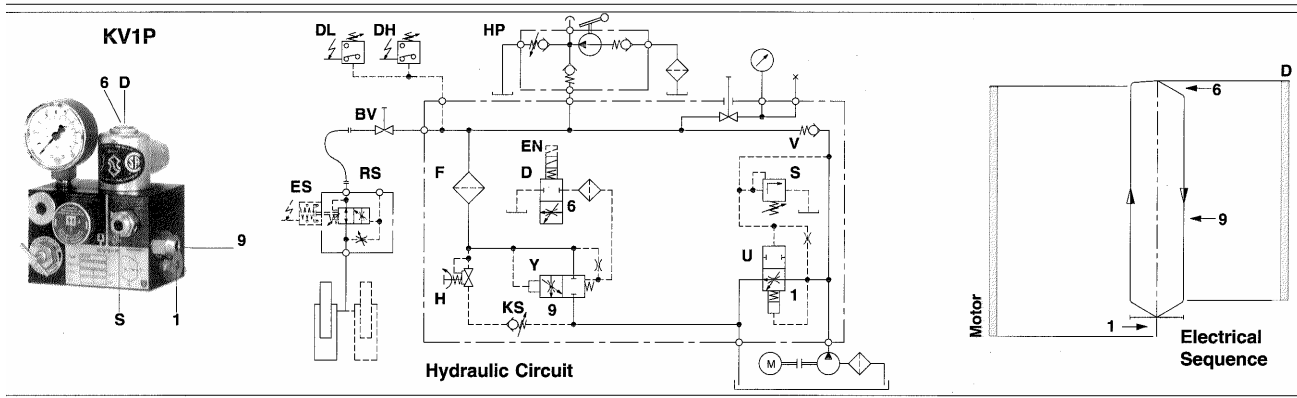 KV1P
6 D
9
S 1
DL DH
HP
BV
ES RS
F
EN
D
6
V
S
U
1
Y
9
H
KS
M
Hydraulic Circuit
D
6
9
Motor
1
Electrical
Sequence